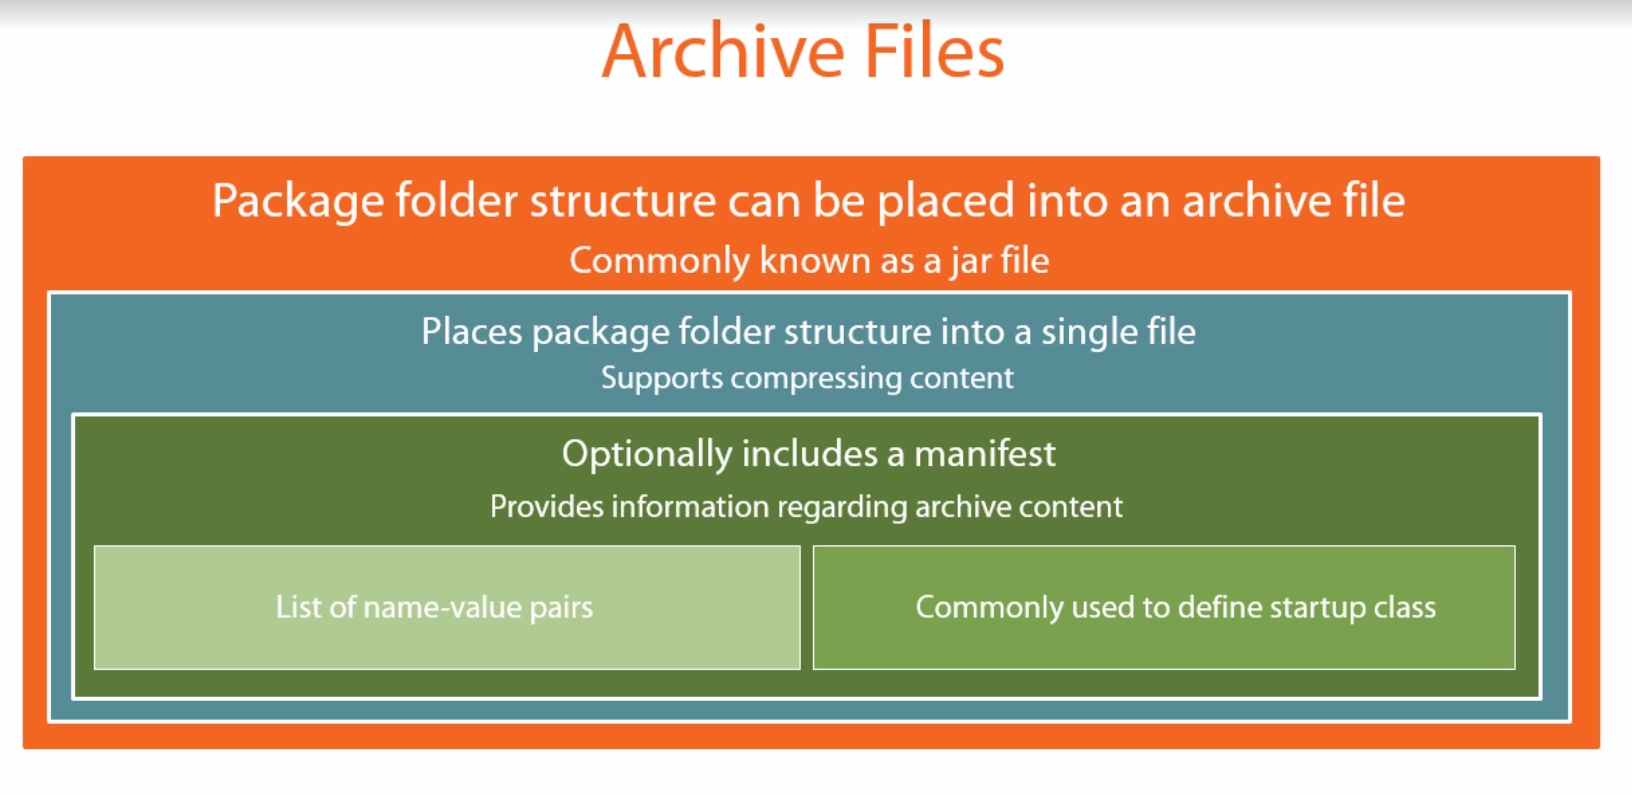 Archive Files
Package folder structure can be placed into an archive file
Commonly known as a jar file
Places package folder structure into a single file
Supports compressing content
Optionally includes a manifest
Provides information regarding archive content
List of name-value pairs
Commonly used to define startup class